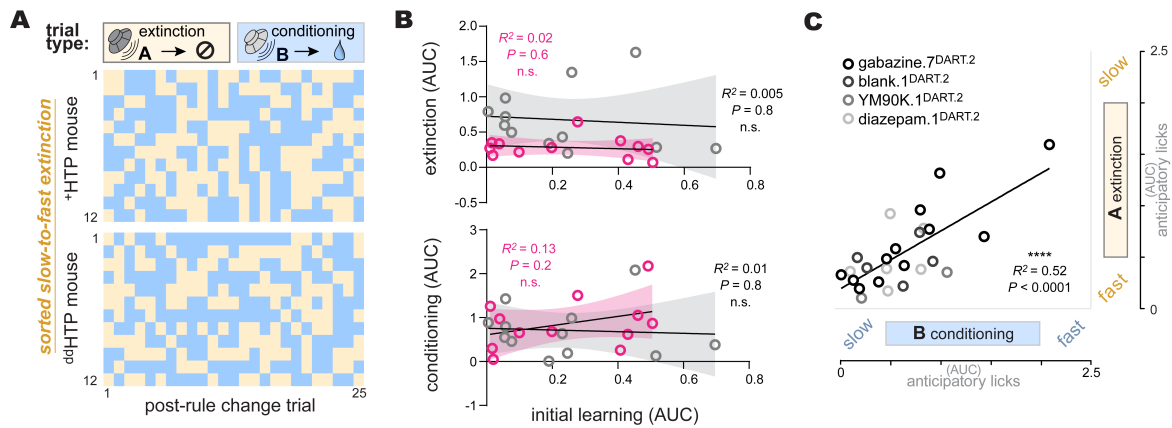 A
trial
type:
extinction
A
conditioning
B
sorted slow-to-fast extinction
+HTP mouse
1
12
ddHTP mouse
1
12
1
25
post-rule change trial
B
extinction (AUC)
2.0
1.5
1.0
0.5
0.0
-0.5
0.2
0.4
0.6
0.8
R² = 0.02
P = 0.6
n.s.
R² = 0.005
P = 0.8
n.s.
conditioning (AUC)
3
2
1
0
-1
0.2
0.4
0.6
0.8
R² = 0.13
P = 0.2
n.s.
R² = 0.01
P = 0.8
n.s.
initial learning (AUC)
C
gabazine.7DART.2
blank.1DART.2
YM90K.1DART.2
diazepam.1DART.2
****
R² = 0.52
P < 0.0001
2.5
slow
A extinction
fast
(AUC)
anticipatory licks
0
slow
B conditioning
fast
0
(AUC)
anticipatory licks
2.5